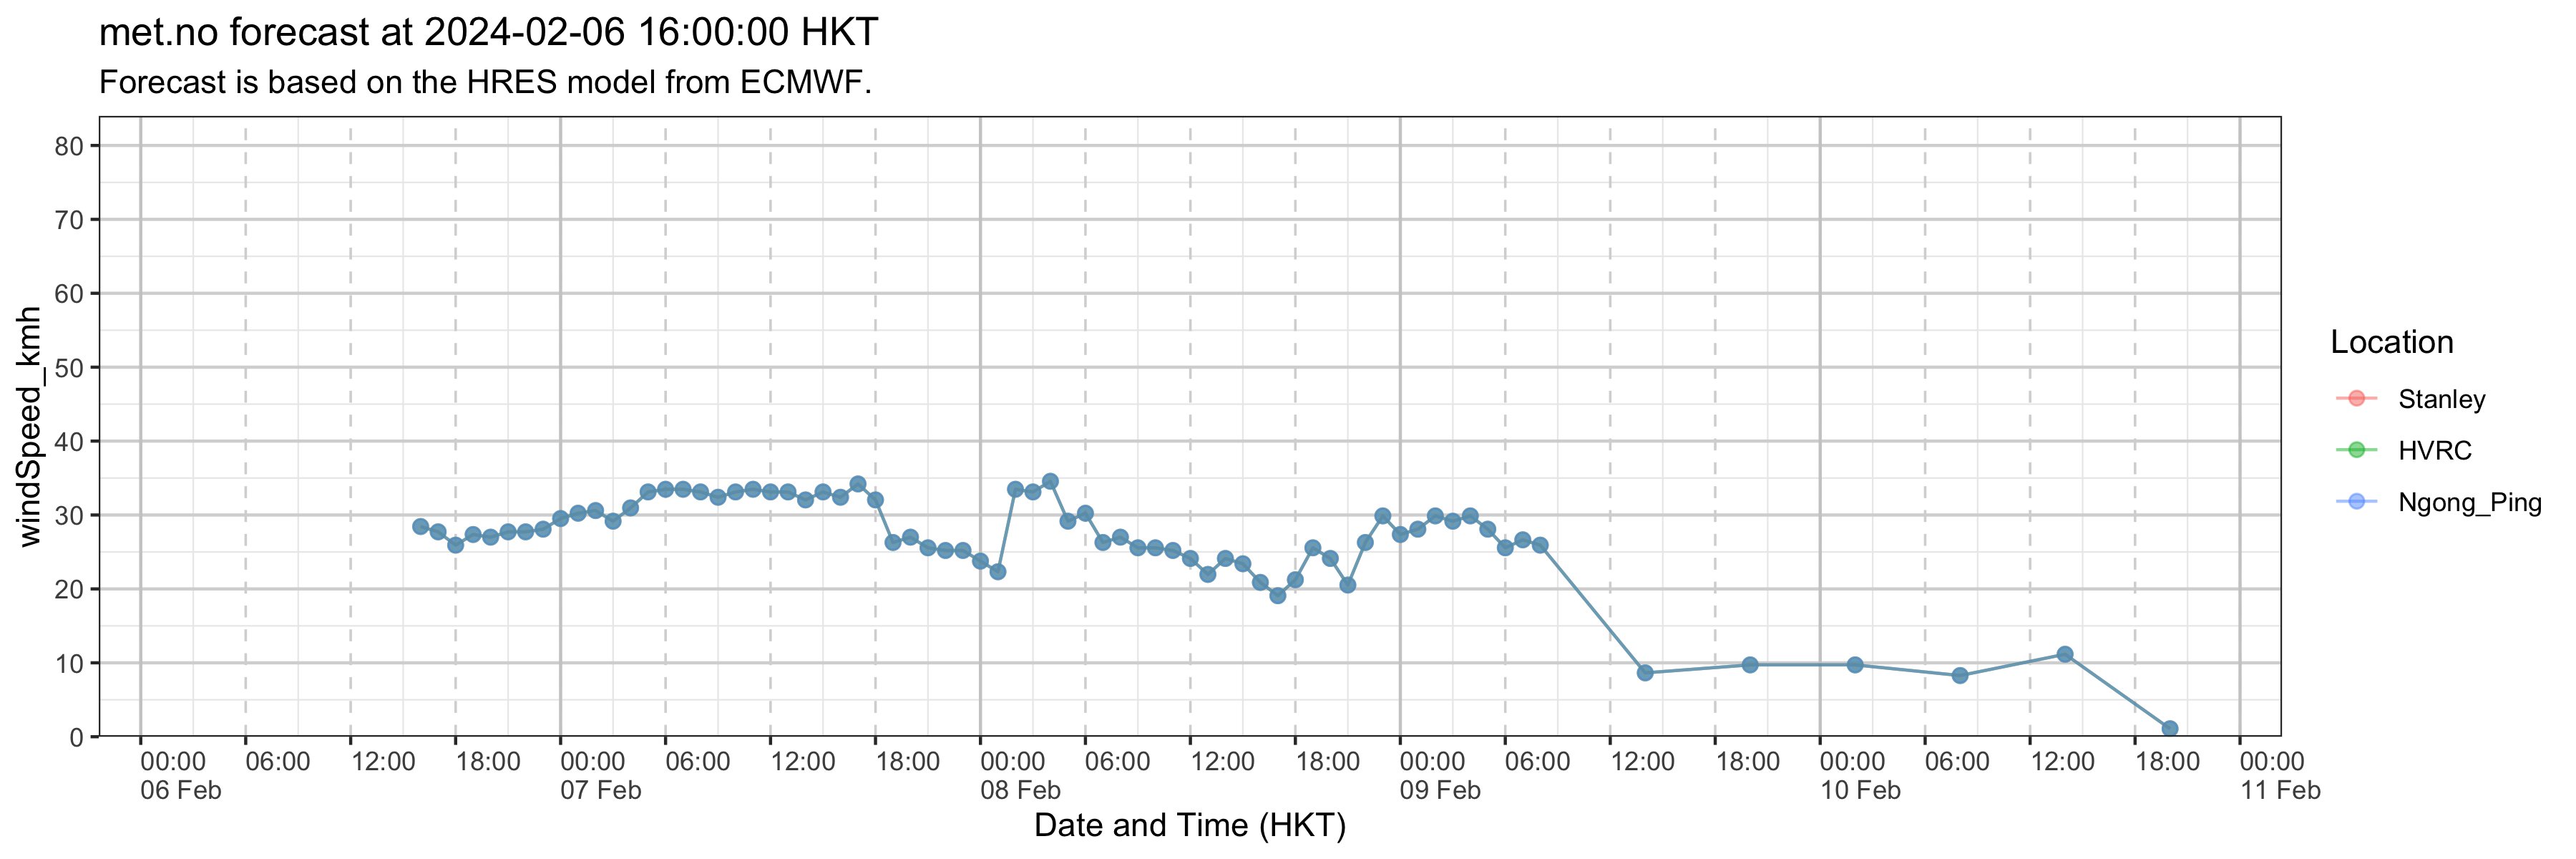 met.no forecast at 2024-02-06 16:00:00 HKT
Forecast is based on the HRES model from ECMWF.
windSpeed_kmh
80
70
60
50
40
30
20
10
0
00:00 06:00 12:00 18:00 00:00 06:00 12:00 18:00 00:00 06:00 12:00 18:00 00:00 06:00 12:00 18:00 00:00 06:00 12:00 18:00 00:00
06 Feb 07 Feb 08 Feb 09 Feb 10 Feb 11 Feb
Date and Time (HKT)
Location
Stanley
HVRC
Ngong_Ping